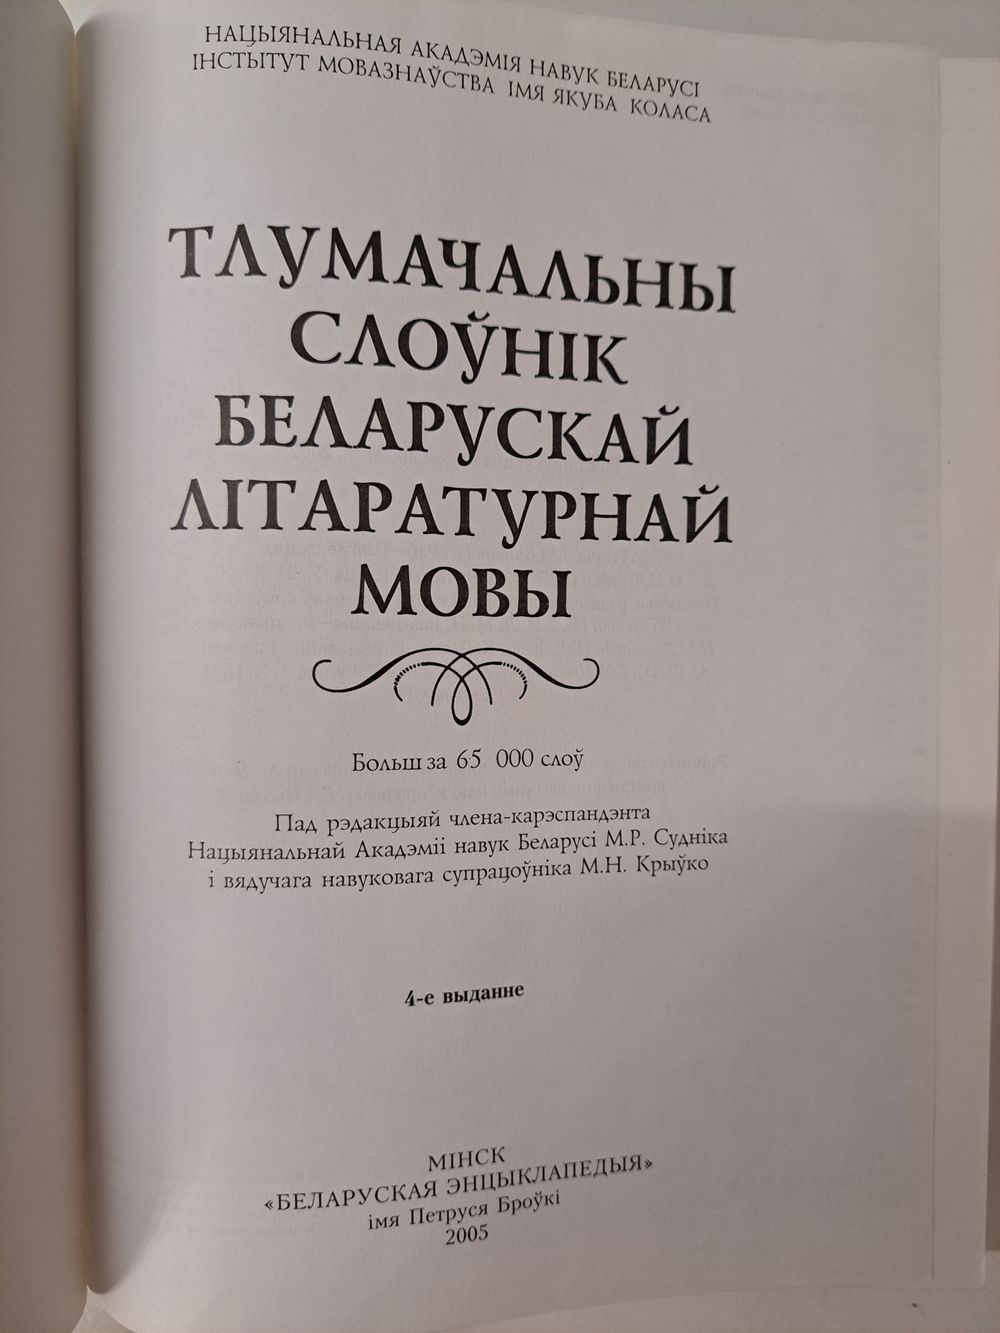 НАЦЫЯНАЛЬНАЯ АКАДЭМІЯ НАВУК БЕЛАРУСІ
ІНСТЫТУТ МОВАЗНАЎСТВА ІМЯ ЯКУБА КОЛАСА
ТЛУМАЧАЛЬНЫ
СЛОЎНІК
БЕЛАРУСКАЙ
ЛІТАРАТУРНАЙ
МОВЫ
Больш за 65 000 слоў
Пад рэдакцыяй члена-карэспандэнта
Нацыянальнай Акадэміі навук Беларусі М.Р. Судніка
і вядучага навуковага супрацоўніка М.Н. Крыўко
4-е выданне
МІНСК
«БЕЛАРУСКАЯ ЭНЦЫКЛАПЕДЫЯ»
імя Петруся Броўкі
2005